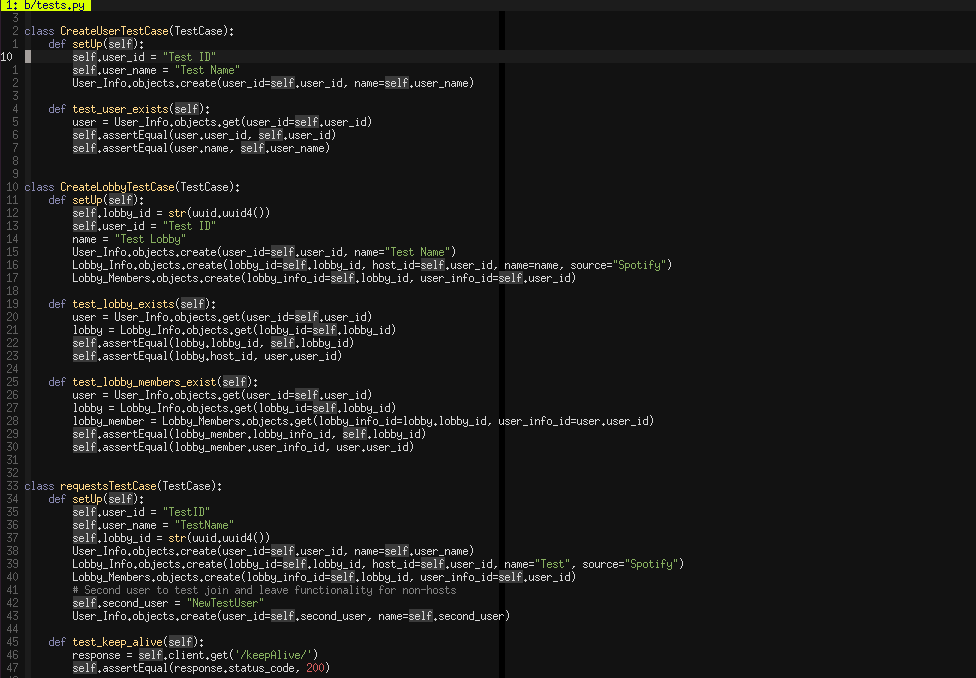 1: b/tests.py
3
2 class CreateUserTestCase(TestCase):
1     def setUp(self):
10         self.user_id = "Test ID"
1         self.user_name = "Test Name"
2         User_Info.objects.create(user_id=self.user_id, name=self.user_name)
3
4     def test_user_exists(self):
5         user = User_Info.objects.get(user_id=self.user_id)
6         self.assertEqual(user.user_id, self.user_id)
7         self.assertEqual(user.name, self.user_name)
8
9
10 class CreateLobbyTestCase(TestCase):
11     def setUp(self):
12         self.lobby_id = str(uuid.uuid4())
13         self.user_id = "Test ID"
14         name = "Test Lobby"
15         User_Info.objects.create(user_id=self.user_id, name="Test Name")
16         Lobby_Info.objects.create(lobby_id=self.lobby_id, host_id=self.user_id, name=name, source="Spotify")
17         Lobby_Members.objects.create(lobby_info_id=self.lobby_id, user_info_id=self.user_id)
18
19     def test_lobby_exists(self):
20         user = User_Info.objects.get(user_id=self.user_id)
21         lobby = Lobby_Info.objects.get(lobby_id=self.lobby_id)
22         self.assertEqual(lobby.lobby_id, self.lobby_id)
23         self.assertEqual(lobby.host_id, user.user_id)
24
25     def test_lobby_members_exist(self):
26         user = User_Info.objects.get(user_id=self.user_id)
27         lobby = Lobby_Info.objects.get(lobby_id=self.lobby_id)
28         lobby_member = Lobby_Members.objects.get(lobby_info_id=lobby.lobby_id, user_info_id=user.user_id)
29         self.assertEqual(lobby_member.lobby_info_id, self.lobby_id)
30         self.assertEqual(lobby_member.user_info_id, user.user_id)
31
32
33 class requestsTestCase(TestCase):
34     def setUp(self):
35         self.user_id = "TestID"
36         self.user_name = "TestName"
37         self.lobby_id = str(uuid.uuid4())
38         User_Info.objects.create(user_id=self.user_id, name=self.user_name)
39         Lobby_Info.objects.create(lobby_id=self.lobby_id, host_id=self.user_id, name="Test", source="Spotify")
40         Lobby_Members.objects.create(lobby_info_id=self.lobby_id, user_info_id=self.user_id)
41         # Second user to test join and leave functionality for non-hosts
42         self.second_user = "NewTestUser"
43         User_Info.objects.create(user_id=self.second_user, name=self.second_user)
44
45     def test_keep_alive(self):
46         response = self.client.get('/keepAlive/')
47         self.assertEqual(response.status_code, 200)